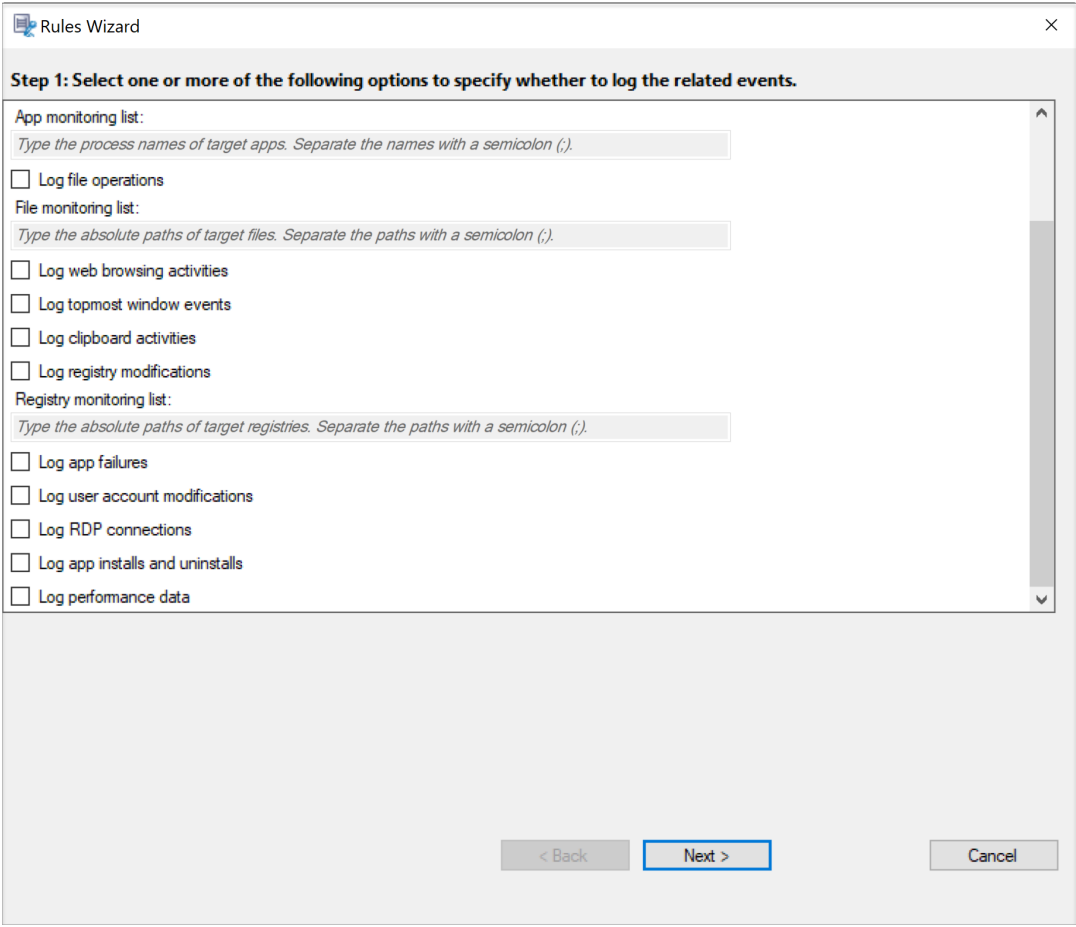 Rules Wizard
Step 1: Select one or more of the following options to specify whether to log the related events.
App monitoring list:
Type the process names of target apps. Separate the names with a semicolon (;).
Log file operations
File monitoring list:
Type the absolute paths of target files. Separate the paths with a semicolon (;).
Log web browsing activities
Log topmost window events
Log clipboard activities
Log registry modifications
Registry monitoring list:
Type the absolute paths of target registries. Separate the paths with a semicolon (;).
Log app failures
Log user account modifications
Log RDP connections
Log app installs and uninstalls
Log performance data
< Back
Next >
Cancel